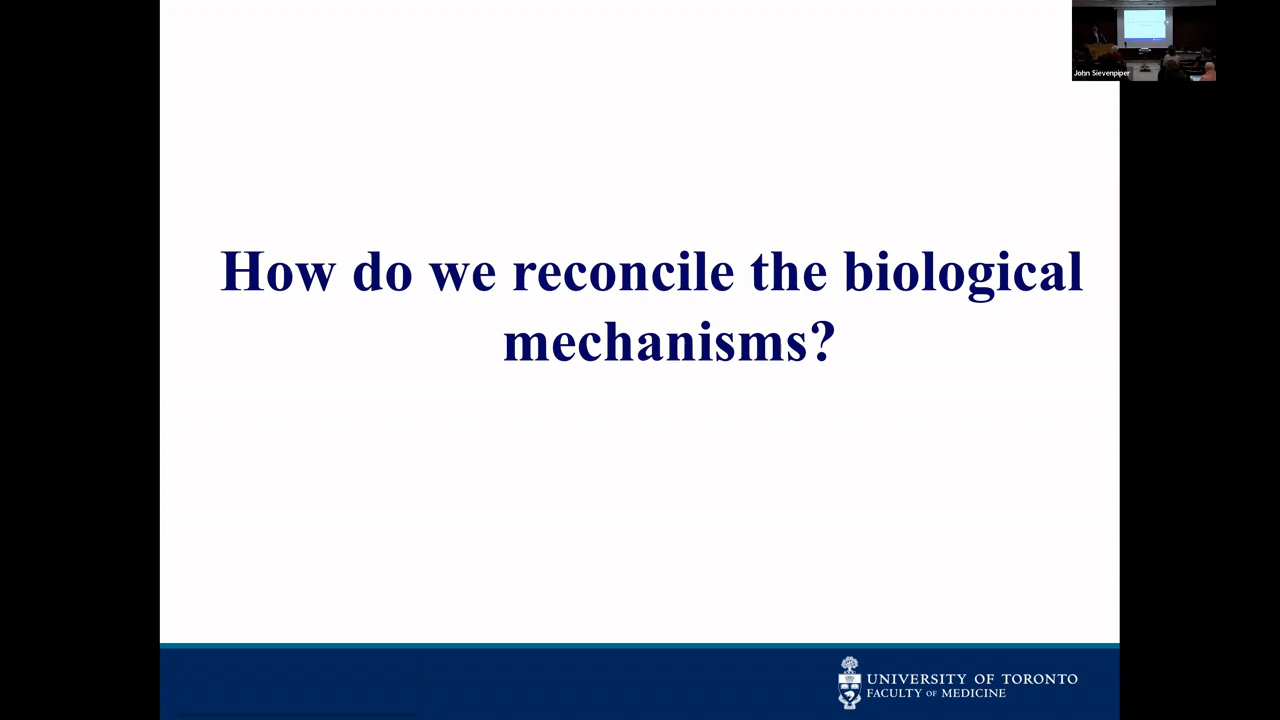 John Sievenpiper
How do we reconcile the biological
mechanisms?
UNIVERSITY OF TORONTO
FACULTY OF MEDICINE